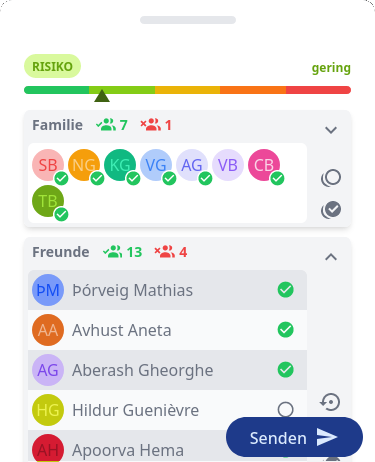 RISIKO
gering
Familie 7 1
SB NG KG VG AG VB CB
TB
Freunde 13 4
ÞM Þórveig Mathias
AA Avhust Aneta
AG Aberash Gheorghe
HG Hildur Guenièvre
AH Apoorva Hema
Senden